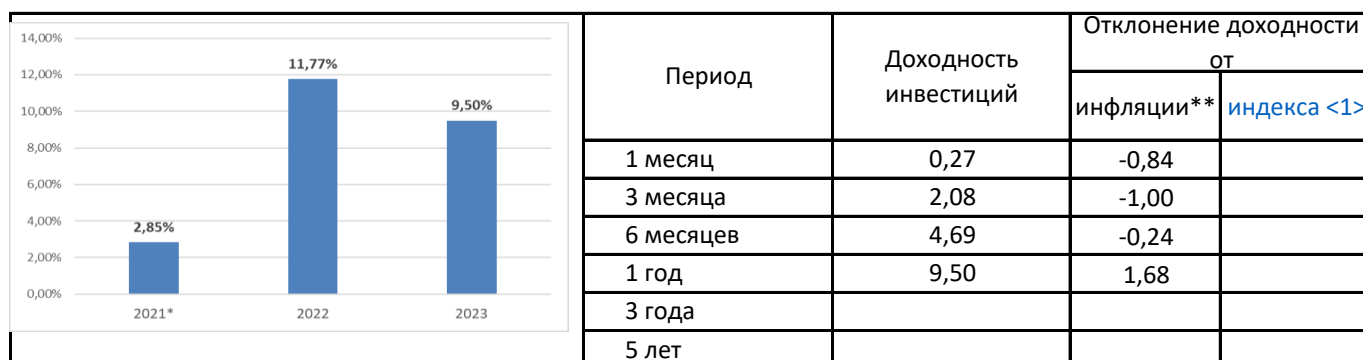 14,00%
12,00%
10,00%
8,00%
6,00%
4,00%
2,00%
0,00%
2,85%
11,77%
9,50%
2021*
2022
2023
Период
Доходность
инвестиций
Отклонение доходности
от
инфляции**
индекса <1>
1 месяц 0,27 -0,84
3 месяца 2,08 -1,00
6 месяцев 4,69 -0,24
1 год 9,50 1,68
3 года
5 лет